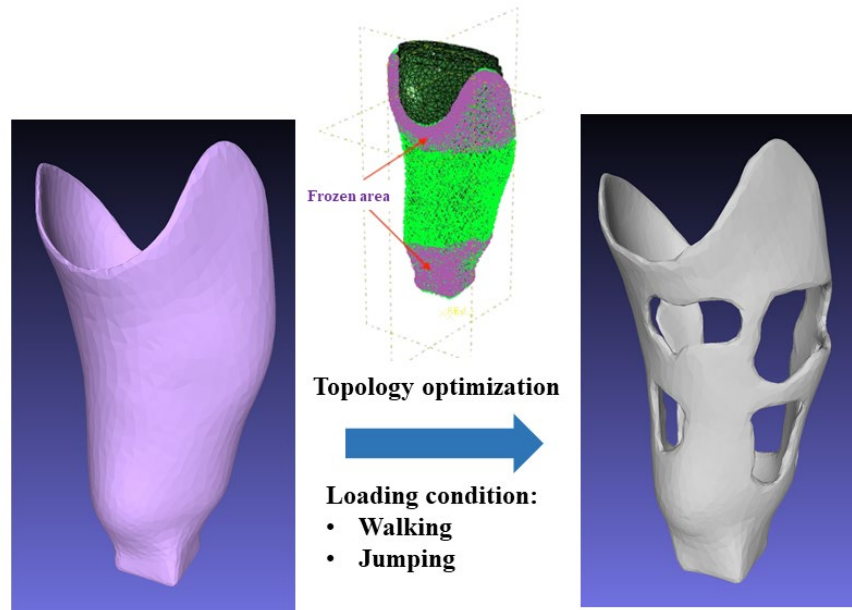 Frozen area
Topology optimization
Loading condition:
• Walking
• Jumping